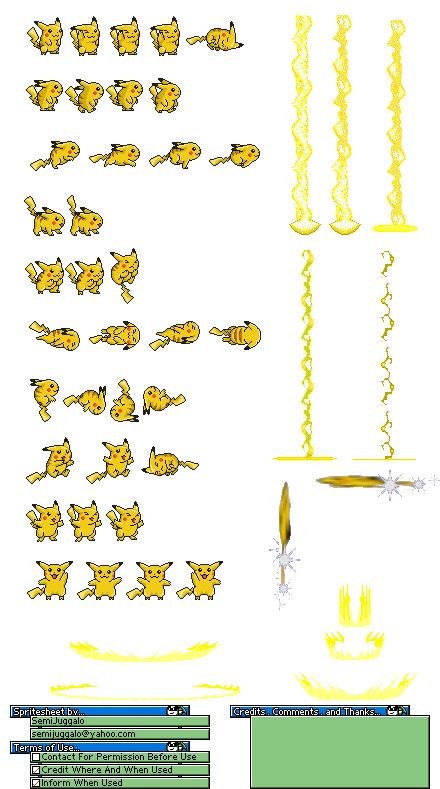 Spritesheet by...
SemiJuggalo
semijuggalo@yahoo.com
Terms of Use...
Contact For Permission Before Use
Credit Where And When Used
Inform When Used
Credits, Comments, and Thanks...